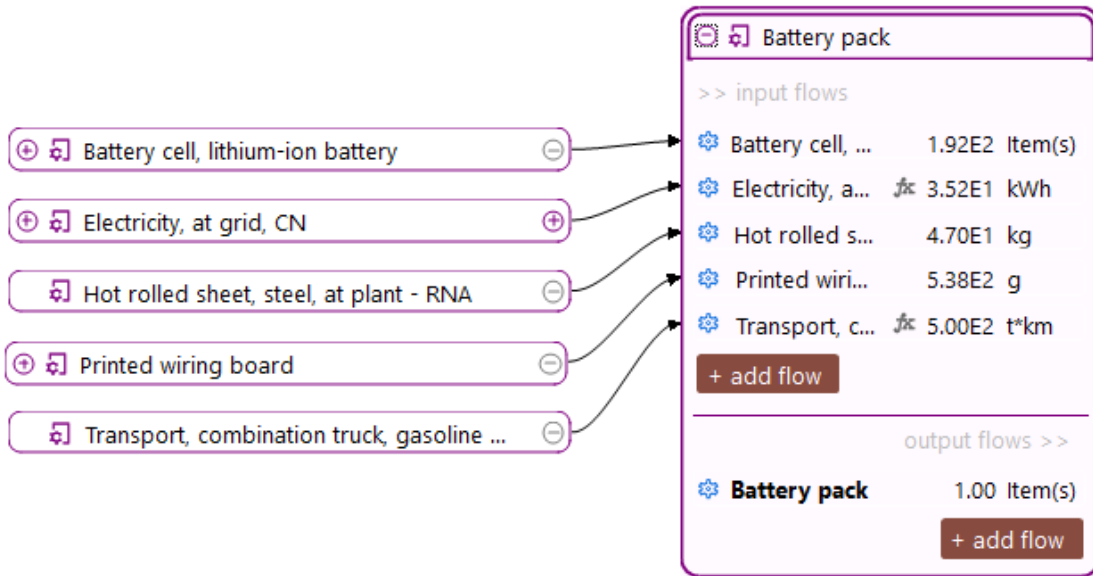 Battery pack
>> input flows
Battery cell, lithium-ion battery
Battery cell, ... 1.92E2 Item(s)
Electricity, at grid, CN
Electricity, a... fx 3.52E1 kWh
Hot rolled sheet, steel, at plant - RNA
Hot rolled s... 4.70E1 kg
Printed wiring board
Printed wiri... 5.38E2 g
Transport, combination truck, gasoline ...
Transport, c... fx 5.00E2 t*km
+ add flow
output flows >>
Battery pack 1.00 Item(s)
+ add flow